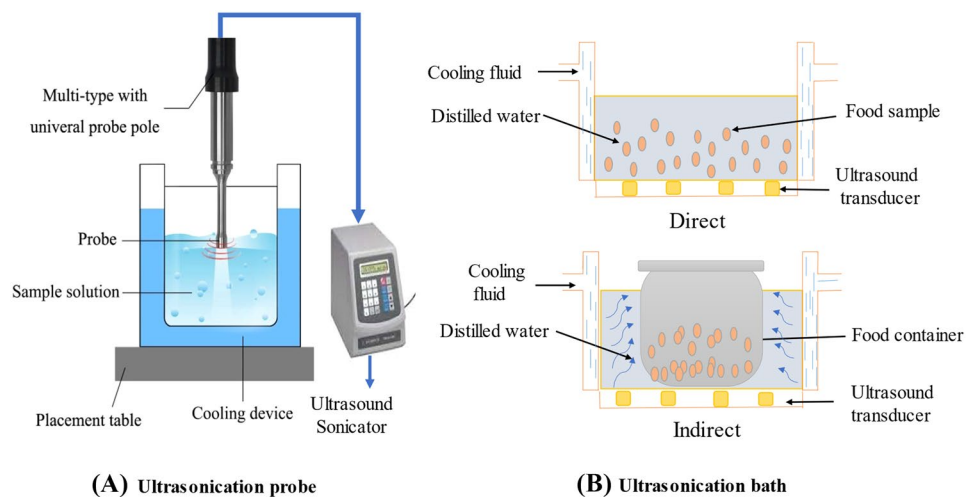 (A)
Multi-type with
univeral probe pole
Probe
Sample solution
Placement table
Cooling device
Ultrasound
Sonicator
(A) Ultrasonication probe
(B)
Cooling fluid
Distilled water
Food sample
Ultrasound
transducer
Direct
Cooling
fluid
Distilled water
Food container
Ultrasound
transducer
Indirect
(B) Ultrasonication bath